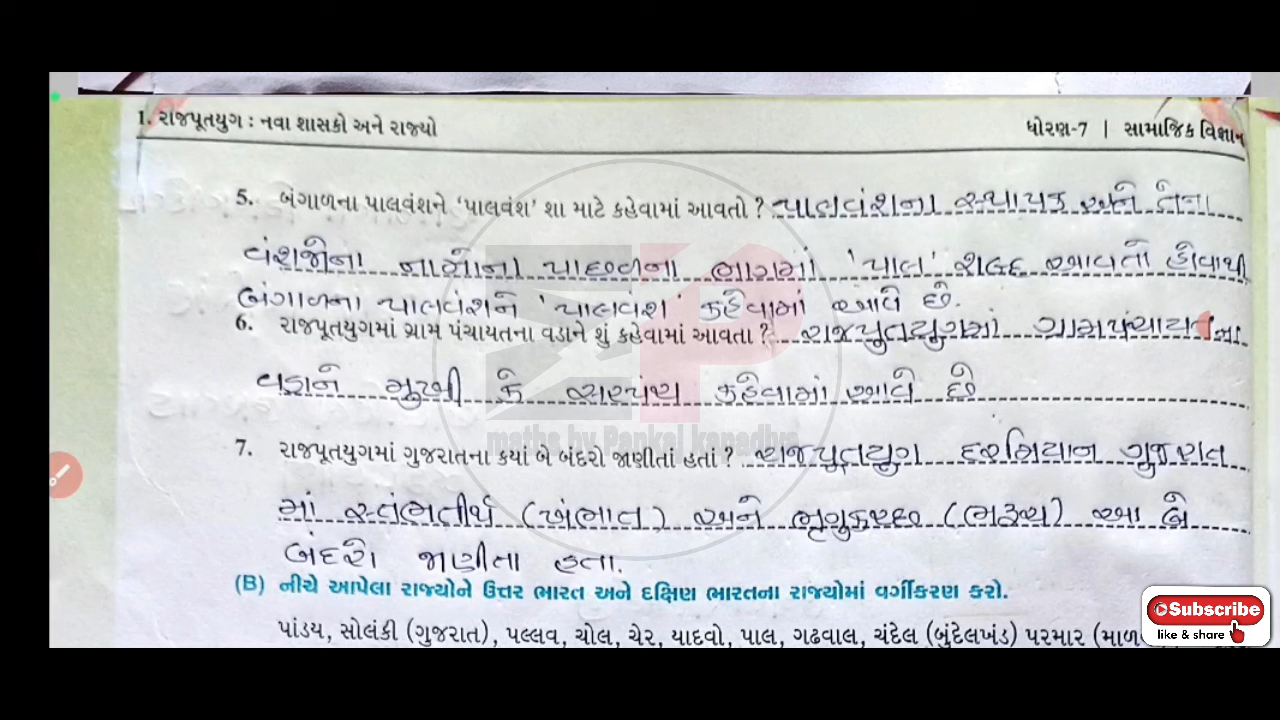 1. રાજપૂતયુગ : નવા શાસકો અને રાજ્યો
ધોરણ-7 | સામાજિક વિજ્ઞાન
5. બંગાળના પાલવંશને ‘પાલવંશ’ શા માટે કહેવામાં આવતો ? પાલવંશના સ્થાપક અને તેના
વંશજોના નામોના પાછળના ભાગમાં 'પાલ' શબ્દ આવતો હોવાથી
બંગાળના પાલવંશને 'પાલવંશ' કહેવામાં આવે છે.
6. રાજપૂતયુગમાં ગ્રામ પંચાયતના વડાને શું કહેવામાં આવતા ? રાજપુતયુગમાં ગ્રામપંચાયતના
વડાને મુખી કે સરપંચ કહેવામાં આવે છે
maths by Pankaj kapadhra
7. રાજપૂતયુગમાં ગુજરાતના કયાં બે બંદરો જાણીતાં હતાં ? રાજપુતયુગ દરમિયાન ગુજરાત
માં સ્તંભતીર્થ (ખંભાત) અને ભૃગુકચ્છ (ભરૂચ) આ બે
બંદરો જાણીતા હતા.
(B) નીચે આપેલા રાજ્યોને ઉત્તર ભારત અને દક્ષિણ ભારતના રાજ્યોમાં વર્ગીકરણ કરો.
Subscribe
like & share
પાંડય, સોલંકી (ગુજરાત), પલ્લવ, ચોલ, ચેર, યાદવો, પાલ, ગઢવાલ, ચંદેલ (બુંદેલખંડ) પરમાર